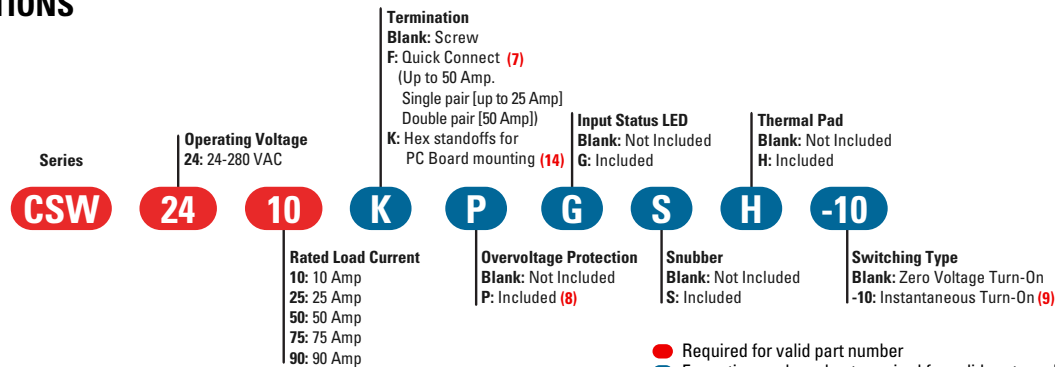 Termination
Blank: Screw
F: Quick Connect (7)
(Up to 50 Amp.
Single pair [up to 25 Amp]
Double pair [50 Amp])
K: Hex standoffs for
PC Board mounting (14)
Input Status LED
Blank: Not Included
G: Included
Thermal Pad
Blank: Not Included
H: Included
Operating Voltage
24: 24-280 VAC
Series
CSW 24 10 K P G S H -10
Rated Load Current
10: 10 Amp
25: 25 Amp
50: 50 Amp
75: 75 Amp
90: 90 Amp
Overvoltage Protection
Blank: Not Included
P: Included (8)
Snubber
Blank: Not Included
S: Included
Switching Type
Blank: Zero Voltage Turn-On
-10: Instantaneous Turn-On (9)
Required for valid part number